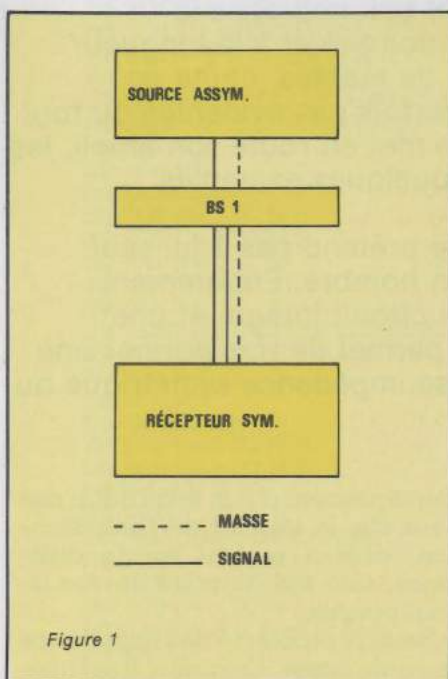 SOURCE ASSYM.
BS 1
RÉCEPTEUR SYM.
MASSE
SIGNAL
Figure 1